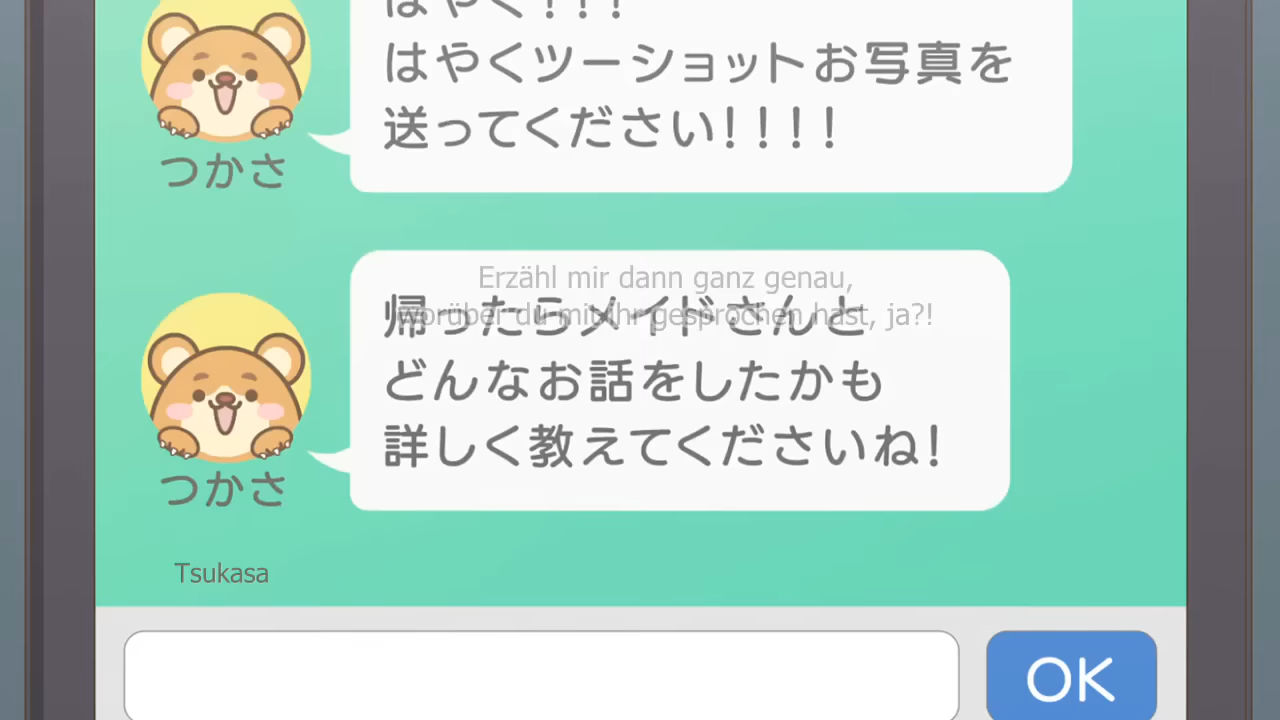 はやく！！！
はやくツーショットお写真を
送ってください！！！！
つかさ
Erzähl mir dann ganz genau,
worüber du mit ihr gesprochen hast, ja?!
帰ったらメイドさんと
どんなお話をしたかも
詳しく教えてくださいね！
つかさ
Tsukasa
OK